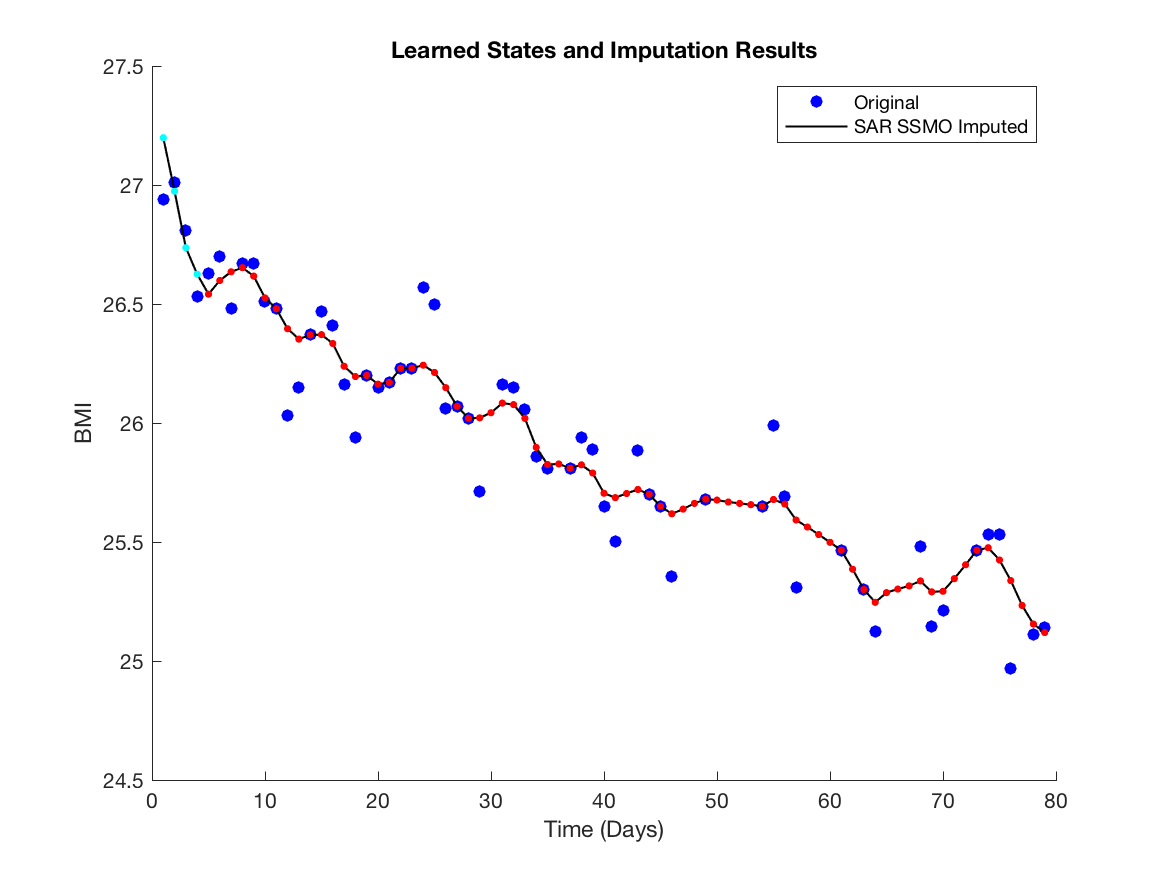 Learned States and Imputation Results
27.5
27
26.5
26
25.5
25
24.5
BMI
Original
SAR SSMO Imputed
0 10 20 30 40 50 60 70 80
Time (Days)